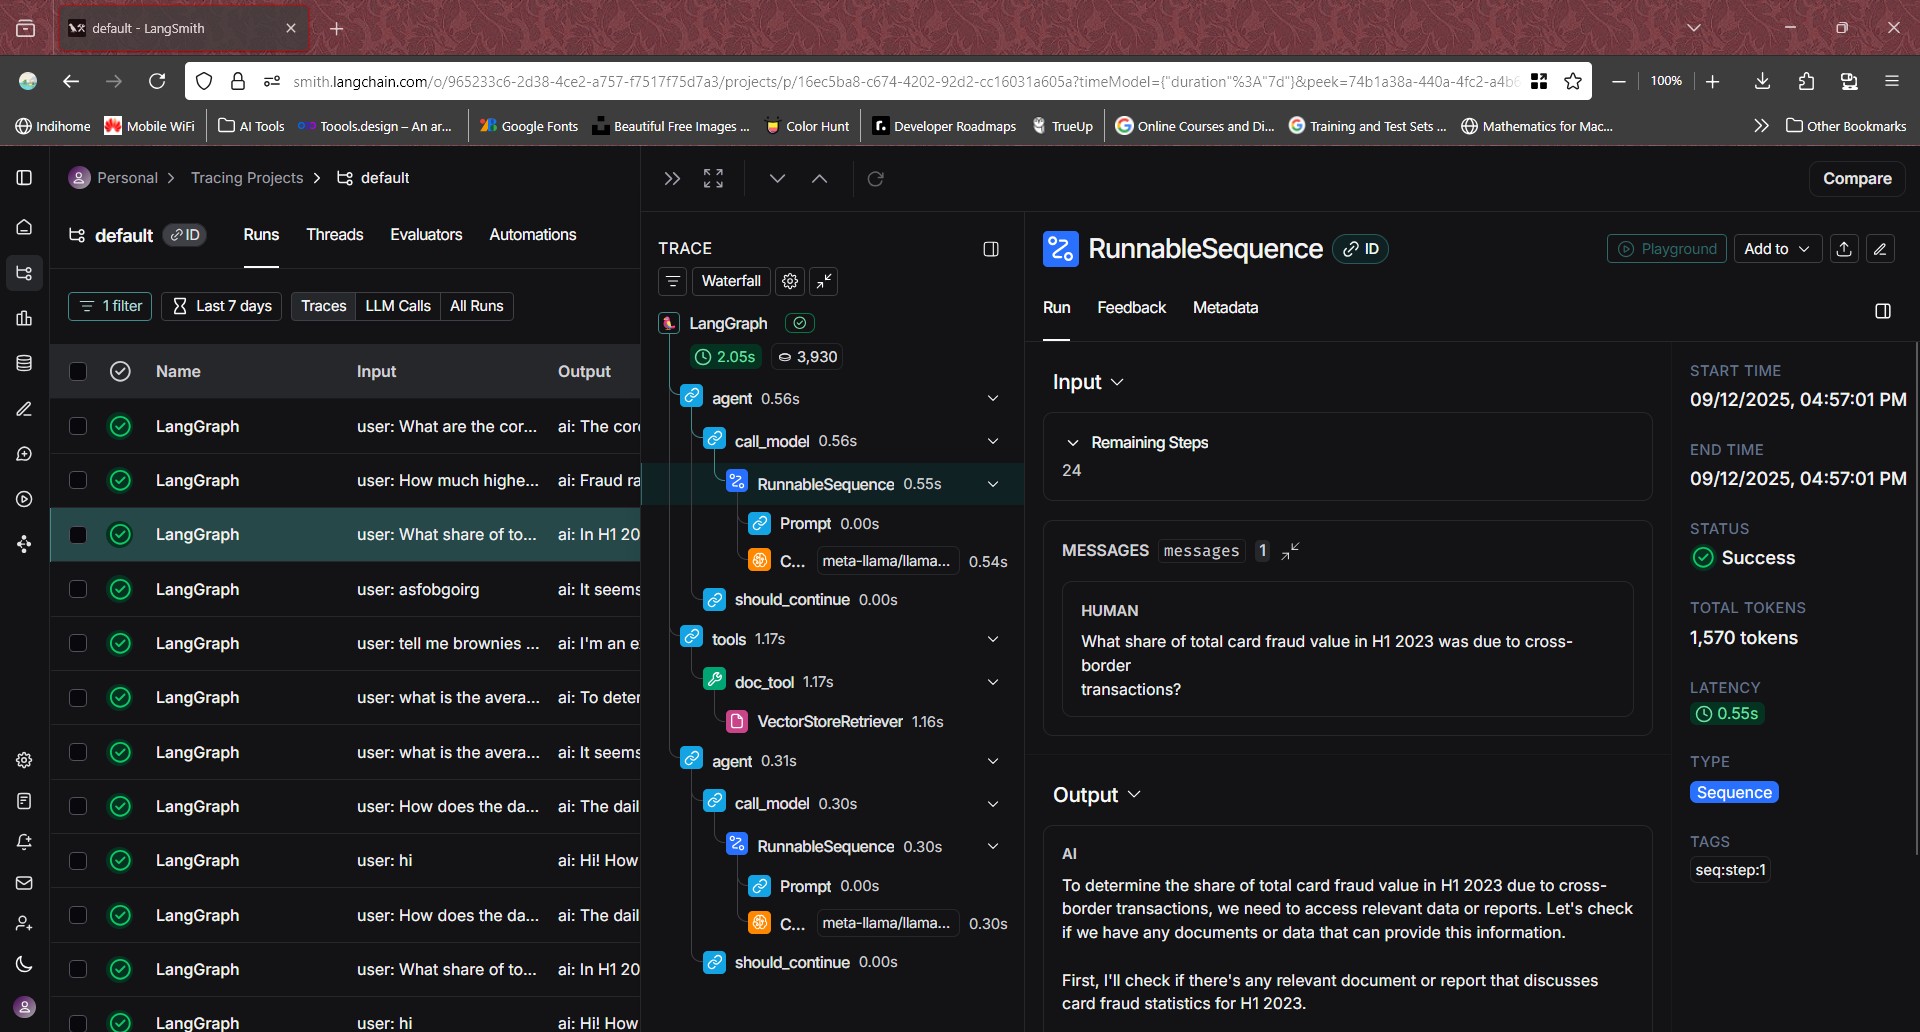 default - LangSmith
smith.langchain.com/o/965233c6-2d38-4ce2-a757-f7517f75d7a3/projects/p/16ec5ba8-c674-4202-92d2-cc16031a605a?timeModel={"duration"%3A"7d"}&peek=74b1a38a-440a-4fc2-a4b6
100%
Indihome
Mobile WiFi
AI Tools
Toools.design – An ar...
Google Fonts
Beautiful Free Images ...
Color Hunt
Developer Roadmaps
TrueUp
Online Courses and Di...
Training and Test Sets ...
Mathematics for Mac...
Other Bookmarks
Personal > Tracing Projects > default
default ID
Runs
Threads
Evaluators
Automations
1 filter
Last 7 days
Traces
LLM Calls
All Runs
Name Input Output
LangGraph user: What are the cor... ai: The cor
LangGraph user: How much highe... ai: Fraud ra
LangGraph user: What share of to... ai: In H1 20
LangGraph user: asfobgoirg ai: It seems
LangGraph user: tell me brownies ... ai: I'm an e
LangGraph user: what is the avera... ai: To deter
LangGraph user: what is the avera... ai: It seems
LangGraph user: How does the da... ai: The dail
LangGraph user: hi ai: Hi! How
LangGraph user: How does the da... ai: The dail
LangGraph user: What share of to... ai: In H1 20
LangGraph user: hi ai: Hi! How
Compare
TRACE
Waterfall
LangGraph
2.05s 3,930
agent 0.56s
call_model 0.56s
RunnableSequence 0.55s
Prompt 0.00s
C... meta-llama/llama... 0.54s
should_continue 0.00s
tools 1.17s
doc_tool 1.17s
VectorStoreRetriever 1.16s
agent 0.31s
call_model 0.30s
RunnableSequence 0.30s
Prompt 0.00s
C... meta-llama/llama... 0.30s
should_continue 0.00s
RunnableSequence ID
Playground
Add to
Run
Feedback
Metadata
Input
Remaining Steps
24
MESSAGES messages 1
HUMAN
What share of total card fraud value in H1 2023 was due to cross-
border
transactions?
Output
AI
To determine the share of total card fraud value in H1 2023 due to cross-
border transactions, we need to access relevant data or reports. Let's check
if we have any documents or data that can provide this information.
First, I'll check if there's any relevant document or report that discusses
card fraud statistics for H1 2023.
START TIME
09/12/2025, 04:57:01 PM
END TIME
09/12/2025, 04:57:01 PM
STATUS
Success
TOTAL TOKENS
1,570 tokens
LATENCY
0.55s
TYPE
Sequence
TAGS
seq:step:1